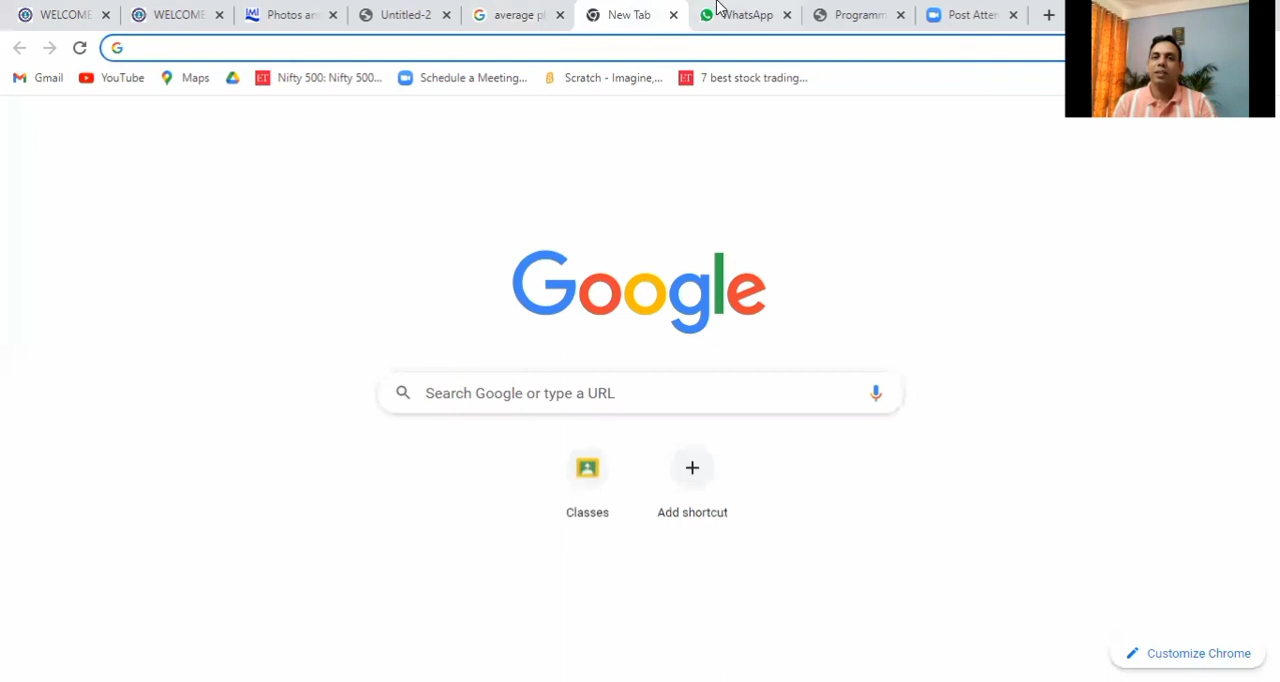 WELCOME
WELCOME
Photos an
Untitled-2
average pl
New Tab
WhatsApp
Programm
Post Atten
Gmail
YouTube
Maps
Nifty 500: Nifty 500...
Schedule a Meeting...
Scratch - Imagine,...
7 best stock trading...
Google
Search Google or type a URL
Classes
Add shortcut
Customize Chrome